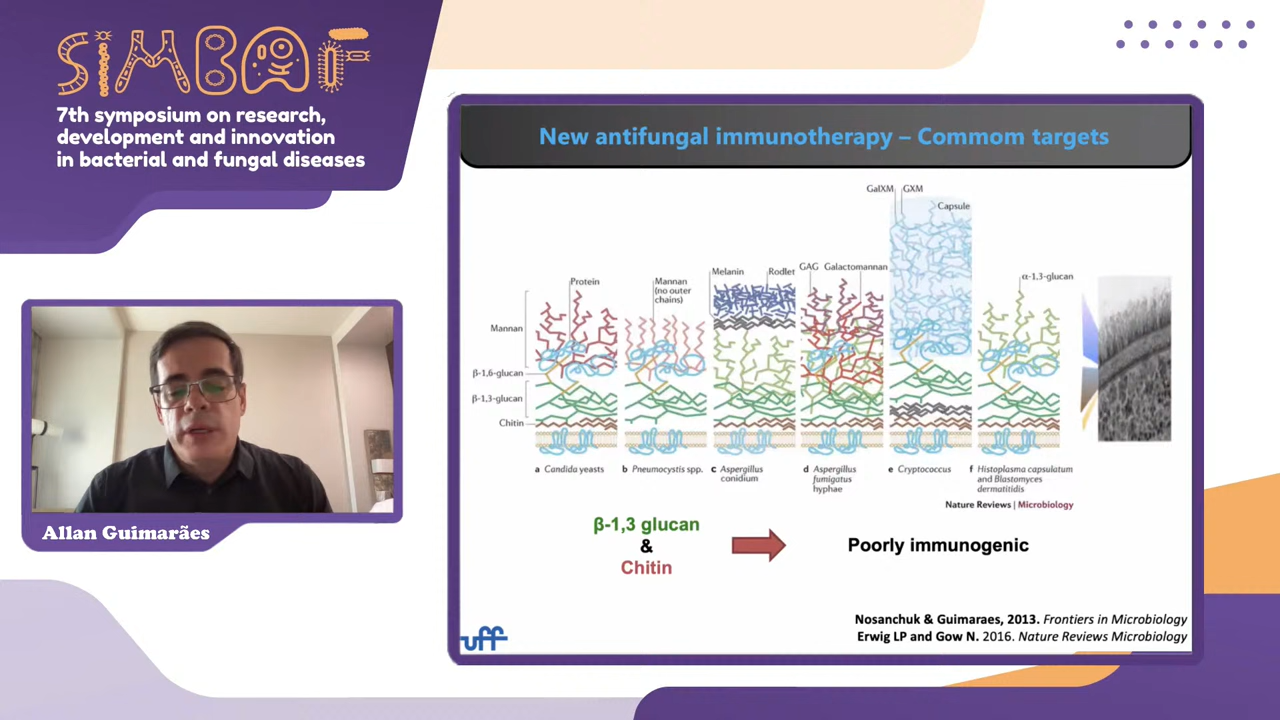 SIMBAF
7th symposium on research,
development and innovation
in bacterial and fungal diseases
Allan Guimarães
New antifungal immunotherapy – Commom targets
GalXM
GXM
Capsule
Melanin
Rodlet
GAG
Galactomannan
α-1,3-glucan
Protein
Mannan
(no outer
chains)
Mannan
β-1,6-glucan
β-1,3-glucan
Chitin
a Candida yeasts
b Pneumocystis spp.
c Aspergillus
conidium
d Aspergillus
fumigatus
hyphae
e Cryptococcus
f Histoplasma capsulatum
and Blastomyces
dermatitidis
Nature Reviews | Microbiology
β-1,3 glucan
&
Chitin
Poorly immunogenic
Nosanchuk & Guimaraes, 2013. Frontiers in Microbiology
Erwig LP and Gow N. 2016. Nature Reviews Microbiology
uff